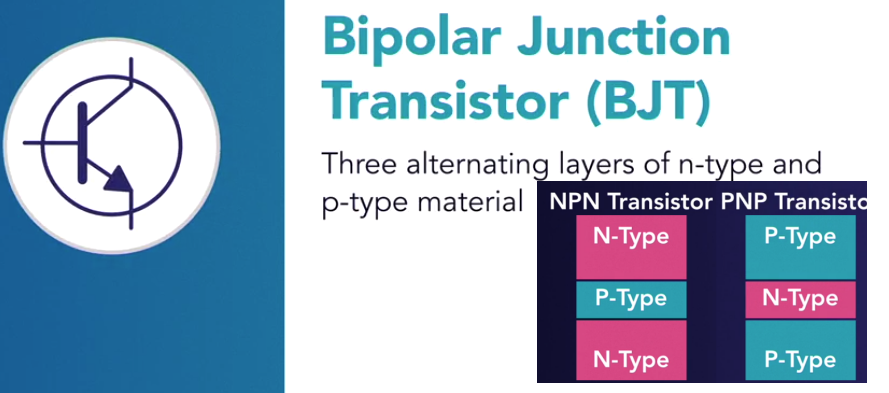 Bipolar Junction
Transistor (BJT)
Three alternating layers of n-type and
p-type material
NPN Transistor PNP Transisto
N-Type P-Type
P-Type N-Type
N-Type P-Type